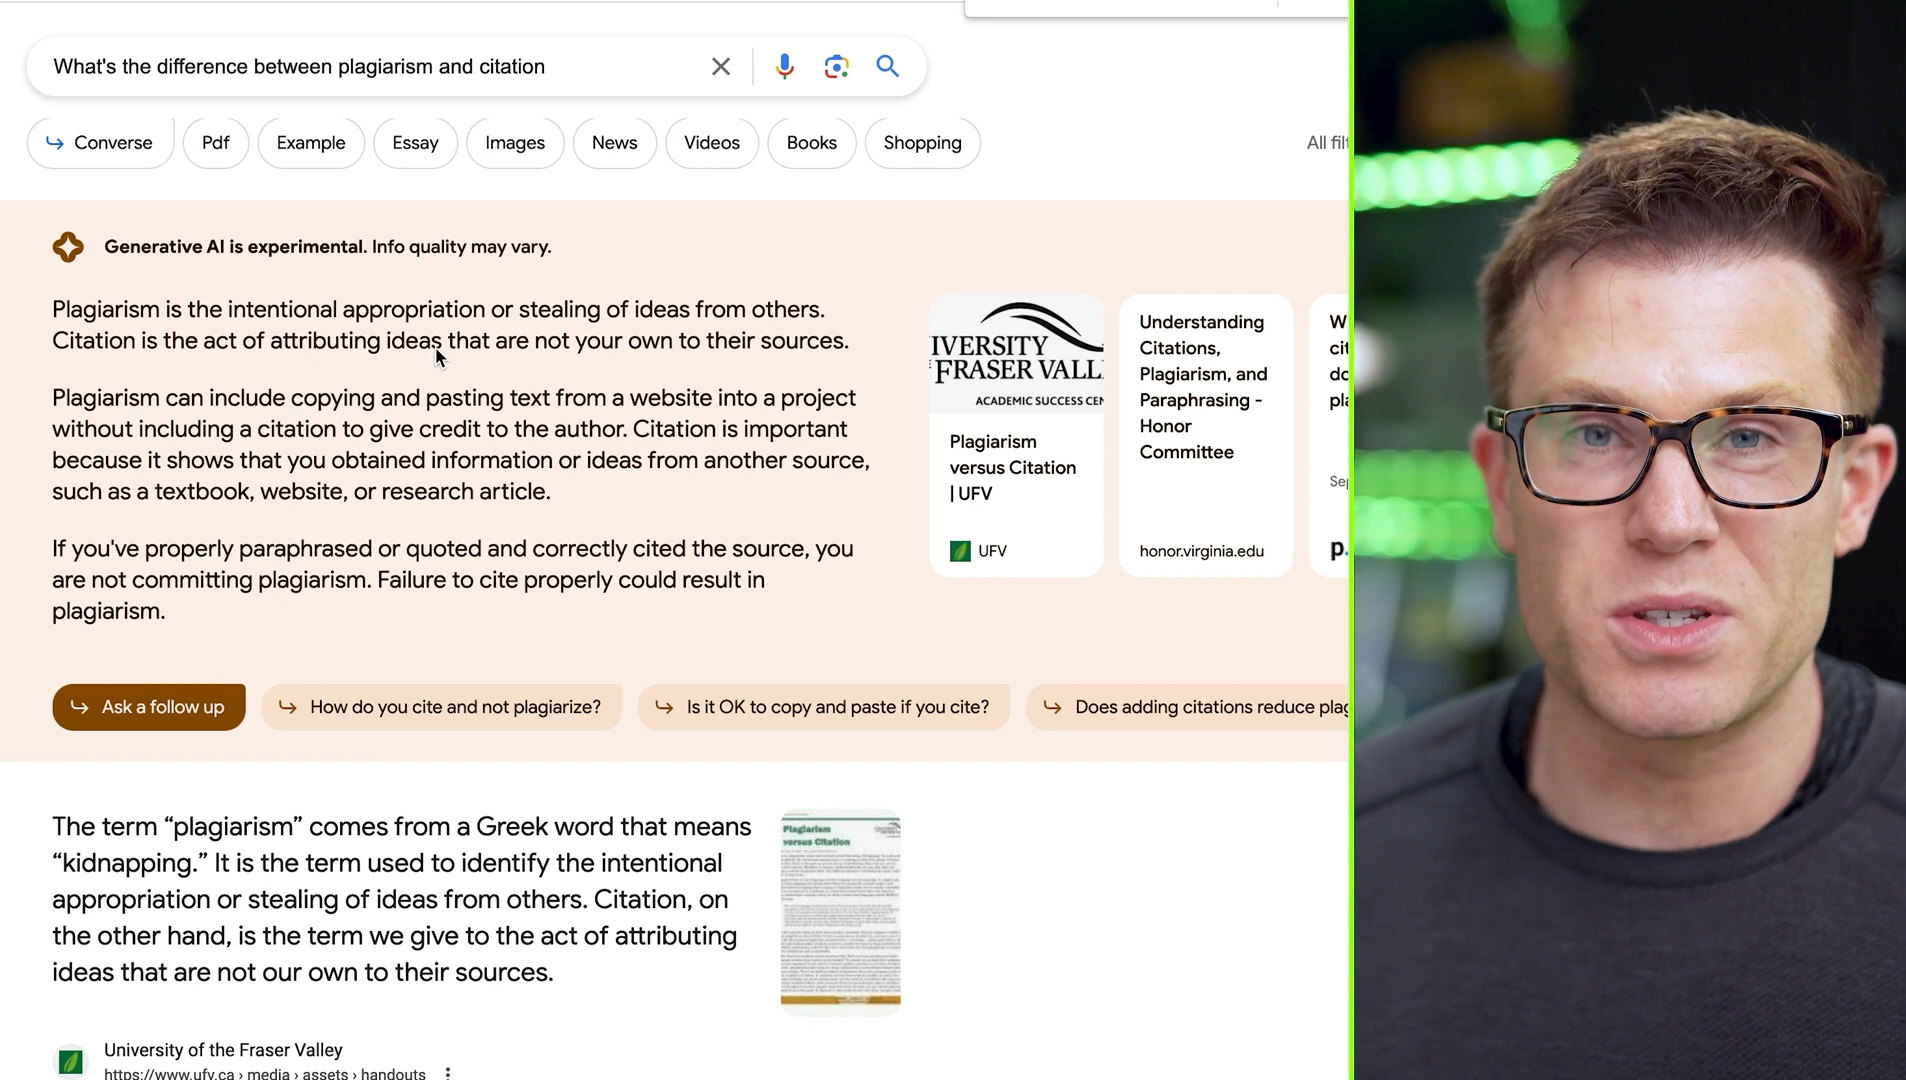 What's the difference between plagiarism and citation
Converse
Pdf
Example
Essay
Images
News
Videos
Books
Shopping
All filt
Generative AI is experimental. Info quality may vary.
Plagiarism is the intentional appropriation or stealing of ideas from others.
Citation is the act of attributing ideas that are not your own to their sources.
Plagiarism can include copying and pasting text from a website into a project
without including a citation to give credit to the author. Citation is important
because it shows that you obtained information or ideas from another source,
such as a textbook, website, or research article.
If you've properly paraphrased or quoted and correctly cited the source, you
are not committing plagiarism. Failure to cite properly could result in
plagiarism.
IVERSITY
FRASER VALL
ACADEMIC SUCCESS CEN
Plagiarism
versus Citation
| UFV
UFV
Understanding
Citations,
Plagiarism, and
Paraphrasing -
Honor
Committee
honor.virginia.edu
W
cit
do
pla
Sep
p.
Ask a follow up
How do you cite and not plagiarize?
Is it OK to copy and paste if you cite?
Does adding citations reduce plag
The term “plagiarism” comes from a Greek word that means
“kidnapping.” It is the term used to identify the intentional
appropriation or stealing of ideas from others. Citation, on
the other hand, is the term we give to the act of attributing
ideas that are not our own to their sources.
Plagiarism
versus Citation
University of the Fraser Valley
https://www.ufv.ca › media › assets › handouts